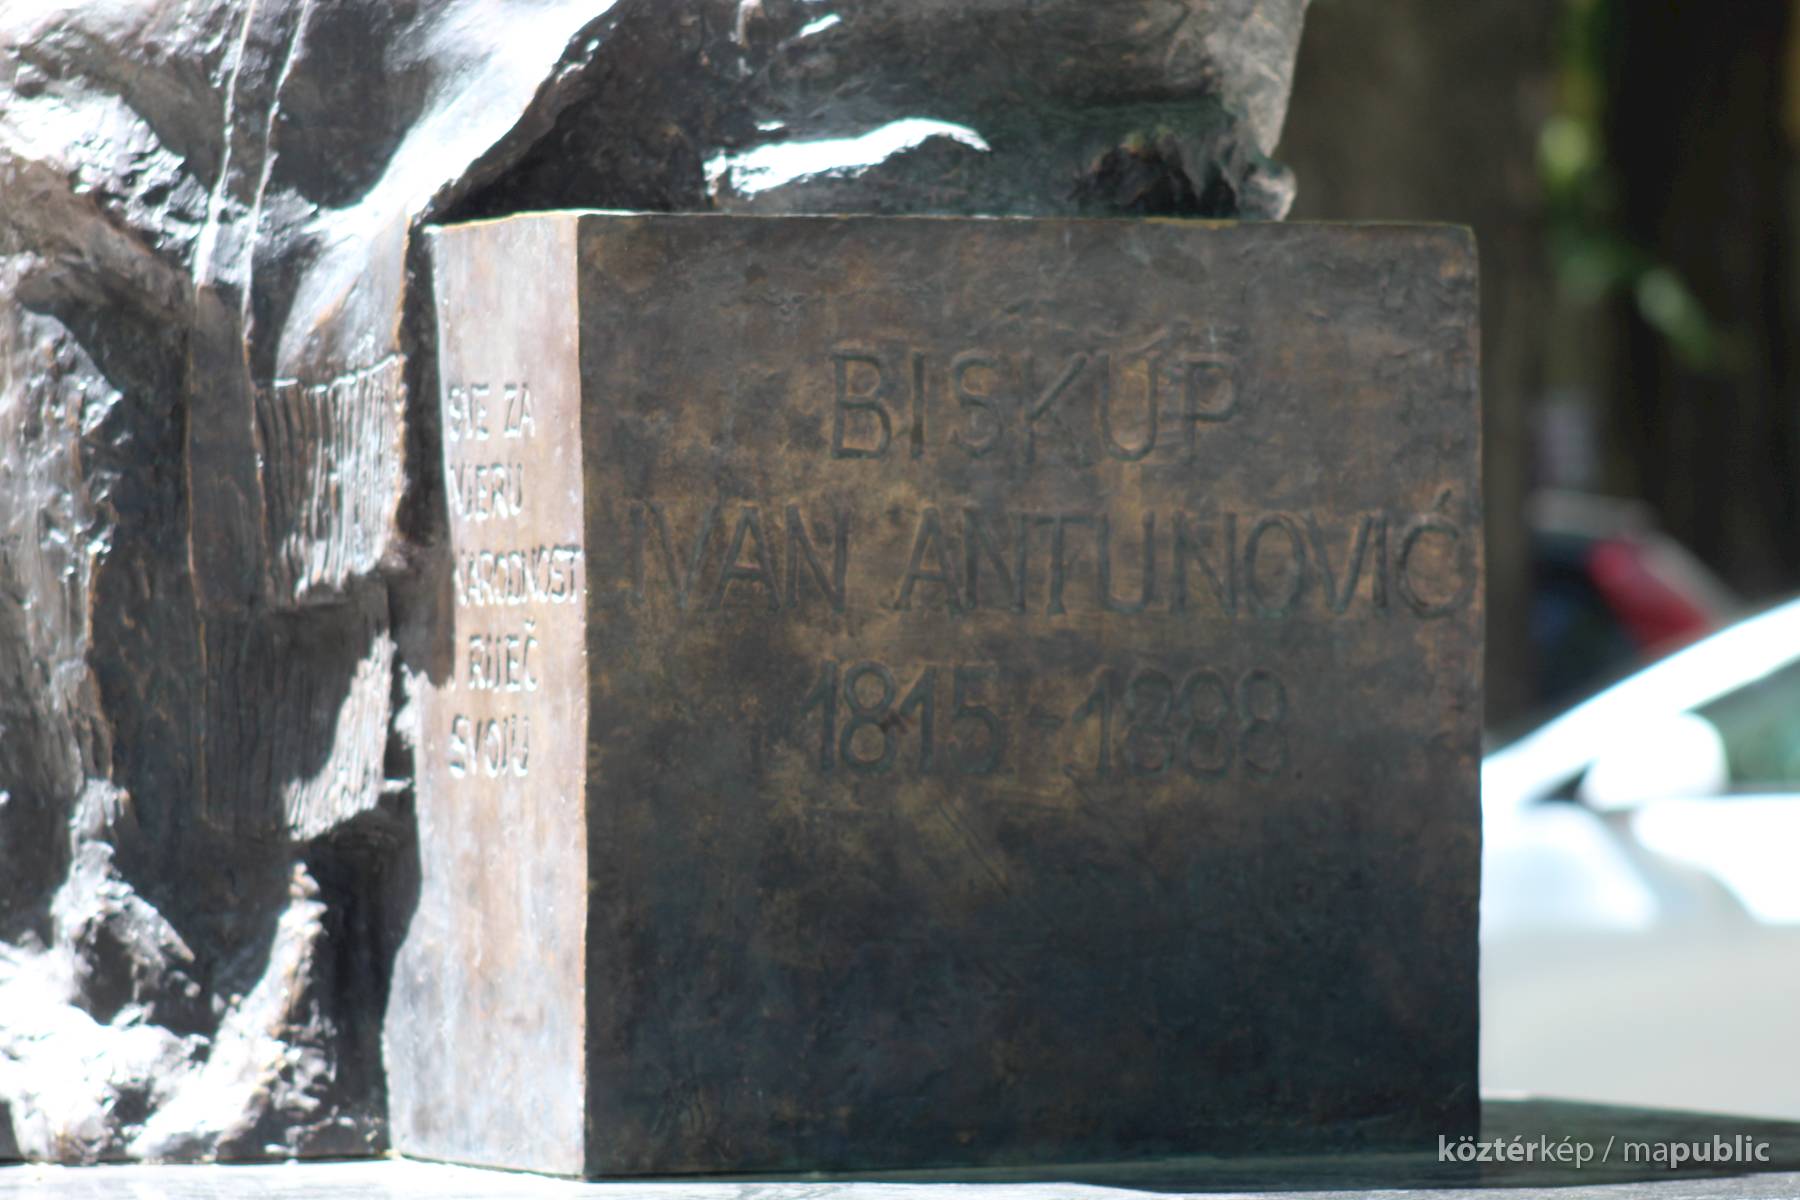 SVE ZA
VJERU
NARODNOST
I RIJEČ
SVOJU
BISKUP
IVAN ANTUNOVIĆ
1815-1888
köztérkép / mapublic